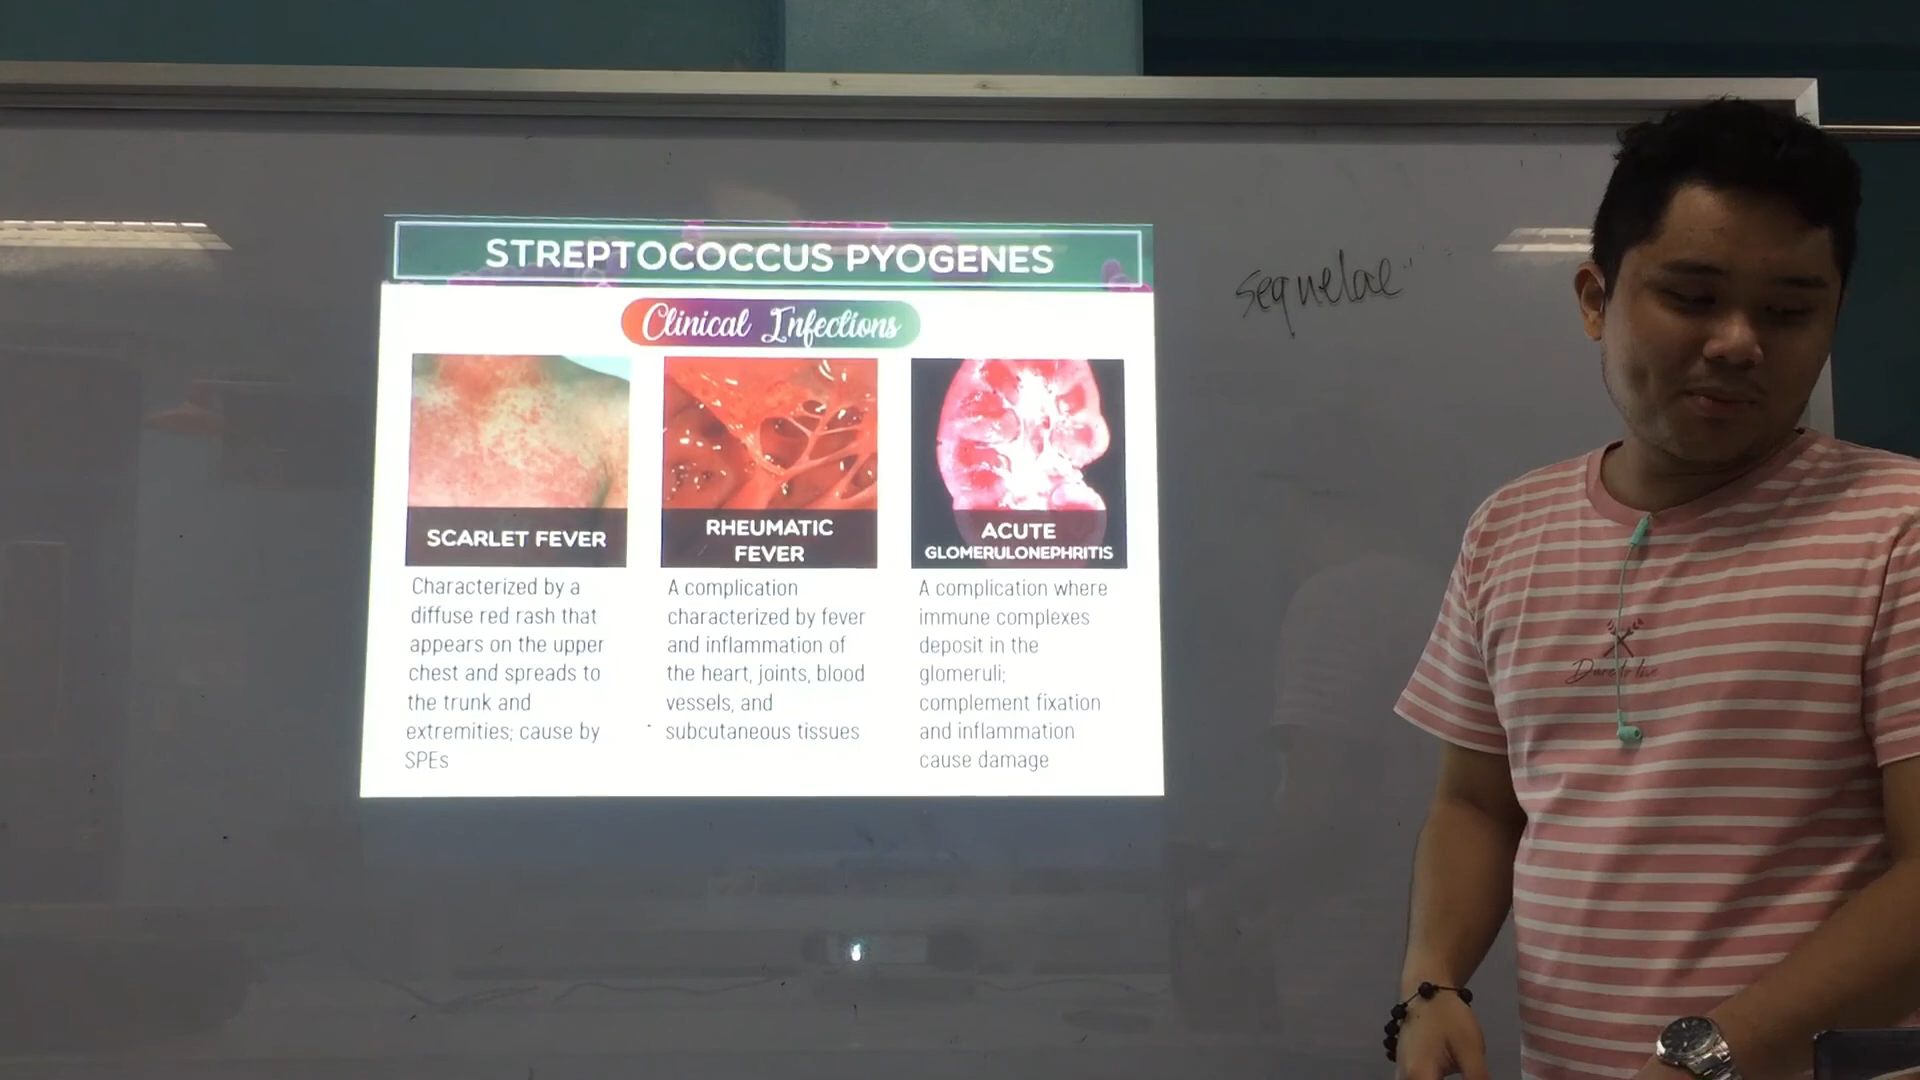 STREPTOCOCCUS PYOGENES
Clinical Infections
SCARLET FEVER
Characterized by a
diffuse red rash that
appears on the upper
chest and spreads to
the trunk and
extremities; cause by
SPEs
RHEUMATIC
FEVER
A complication
characterized by fever
and inflammation of
the heart, joints, blood
vessels, and
subcutaneous tissues
ACUTE
GLOMERULONEPHRITIS
A complication where
immune complexes
deposit in the
glomeruli;
complement fixation
and inflammation
cause damage
sequelae
Dare to live